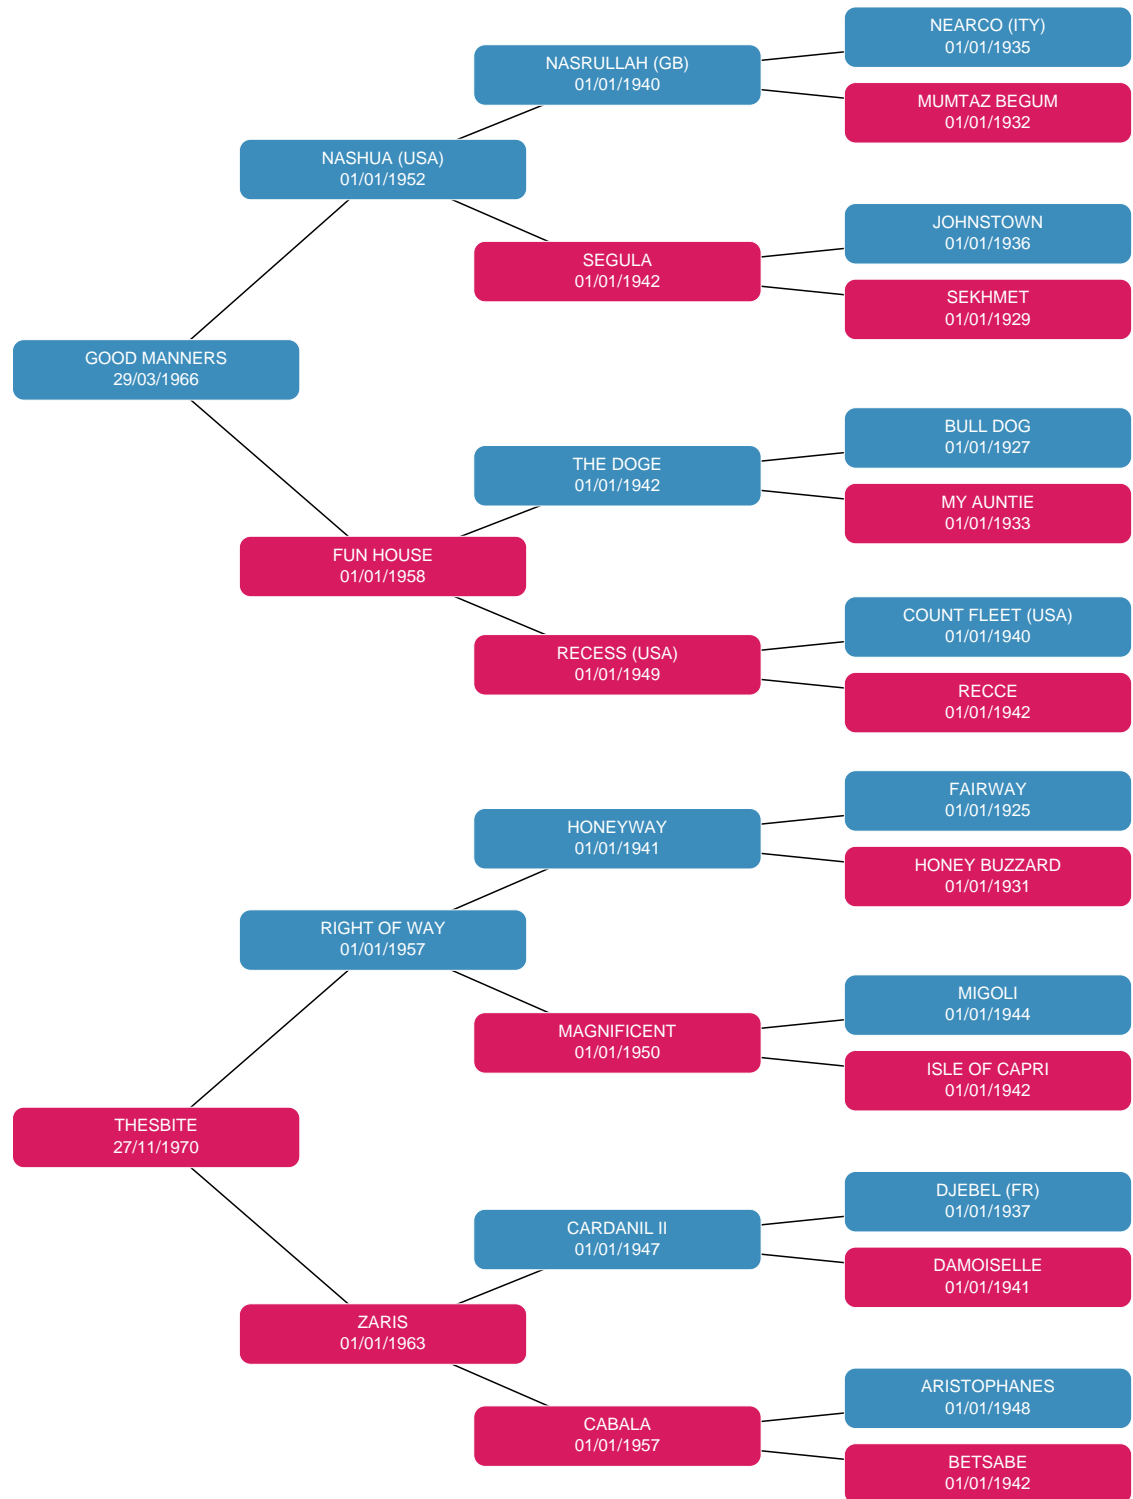 NEARCO (ITY)
01/01/1935
NASRULLAH (GB)
01/01/1940
MUMTAZ BEGUM
01/01/1932
NASHUA (USA)
01/01/1952
JOHNSTOWN
01/01/1936
SEGULA
01/01/1942
SEKHMET
01/01/1929
GOOD MANNERS
29/03/1966
BULL DOG
01/01/1927
THE DOGE
01/01/1942
MY AUNTIE
01/01/1933
FUN HOUSE
01/01/1958
COUNT FLEET (USA)
01/01/1940
RECESS (USA)
01/01/1949
RECCE
01/01/1942
FAIRWAY
01/01/1925
HONEYWAY
01/01/1941
HONEY BUZZARD
01/01/1931
RIGHT OF WAY
01/01/1957
MIGOLI
01/01/1944
MAGNIFICENT
01/01/1950
ISLE OF CAPRI
01/01/1942
THESBITE
27/11/1970
DJEBEL (FR)
01/01/1937
CARDANIL II
01/01/1947
DAMOISELLE
01/01/1941
ZARIS
01/01/1963
ARISTOPHANES
01/01/1948
CABALA
01/01/1957
BETSABE
01/01/1942